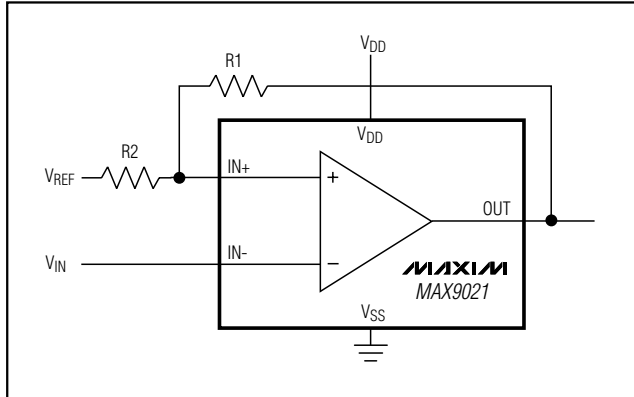 VDD
R1
VDD
R2
VREF
IN+
+
OUT
VIN
IN-
−
MAXIM
MAX9021
VSS